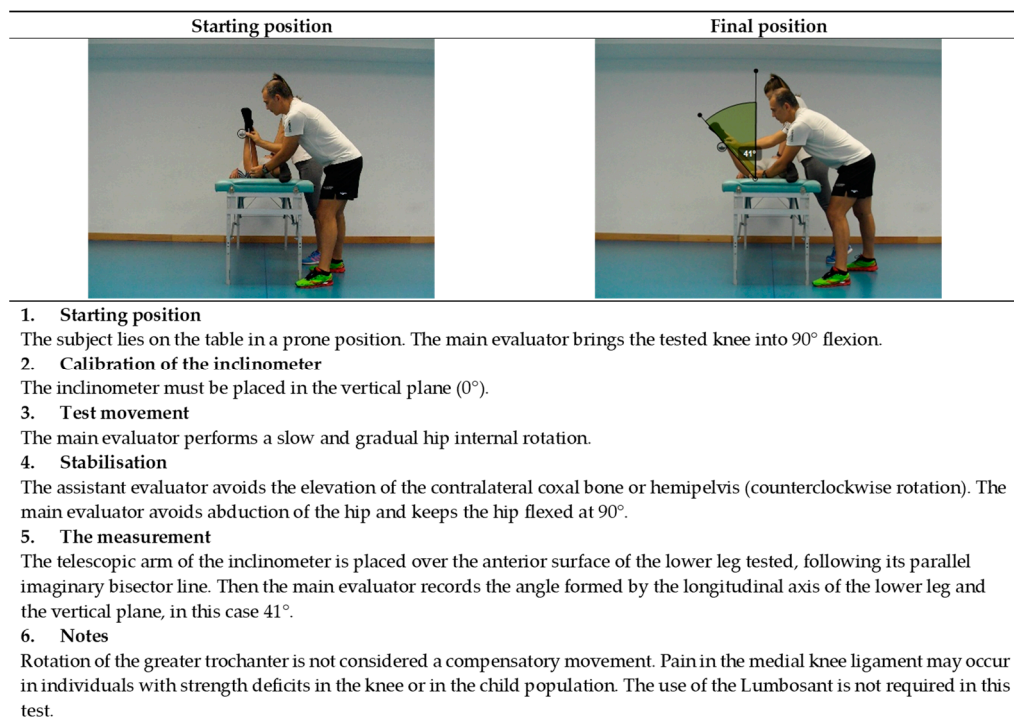 Starting position
Final position
41°
1. Starting position
The subject lies on the table in a prone position. The main evaluator brings the tested knee into 90° flexion.
2. Calibration of the inclinometer
The inclinometer must be placed in the vertical plane (0°).
3. Test movement
The main evaluator performs a slow and gradual hip internal rotation.
4. Stabilisation
The assistant evaluator avoids the elevation of the contralateral coxal bone or hemipelvis (counterclockwise rotation). The
main evaluator avoids abduction of the hip and keeps the hip flexed at 90°.
5. The measurement
The telescopic arm of the inclinometer is placed over the anterior surface of the lower leg tested, following its parallel
imaginary bisector line. Then the main evaluator records the angle formed by the longitudinal axis of the lower leg and
the vertical plane, in this case 41°.
6. Notes
Rotation of the greater trochanter is not considered a compensatory movement. Pain in the medial knee ligament may occur
in individuals with strength deficits in the knee or in the child population. The use of the Lumbosant is not required in this
test.